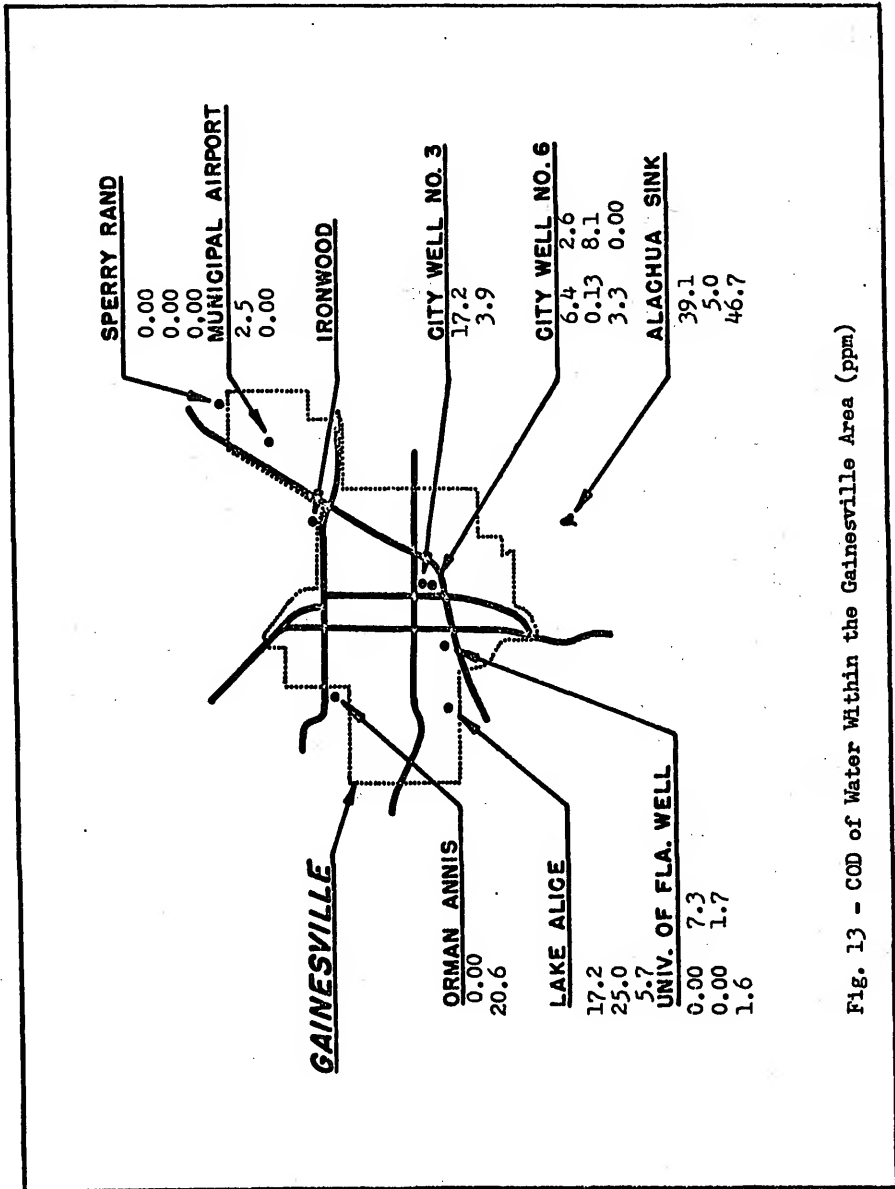 SPERRY RAND
0.00
0.00
0.00
MUNICIPAL AIRPORT
2.5
0.00
IRONWOOD
CITY WELL NO. 3
17.2
3.9
CITY WELL NO. 6
6.4 2.6
0.13 8.1
3.3 0.00
ALACHUA SINK
39.1
5.0
46.7
GAINESVILLE
ORMAN ANNIS
0.00
20.6
LAKE ALICE
17.2
25.0
5.7
UNIV. OF FLA. WELL
0.00 7.3
0.00 1.7
1.6
Fig. 13 - COD of Water Within the Gainesville Area (ppm)